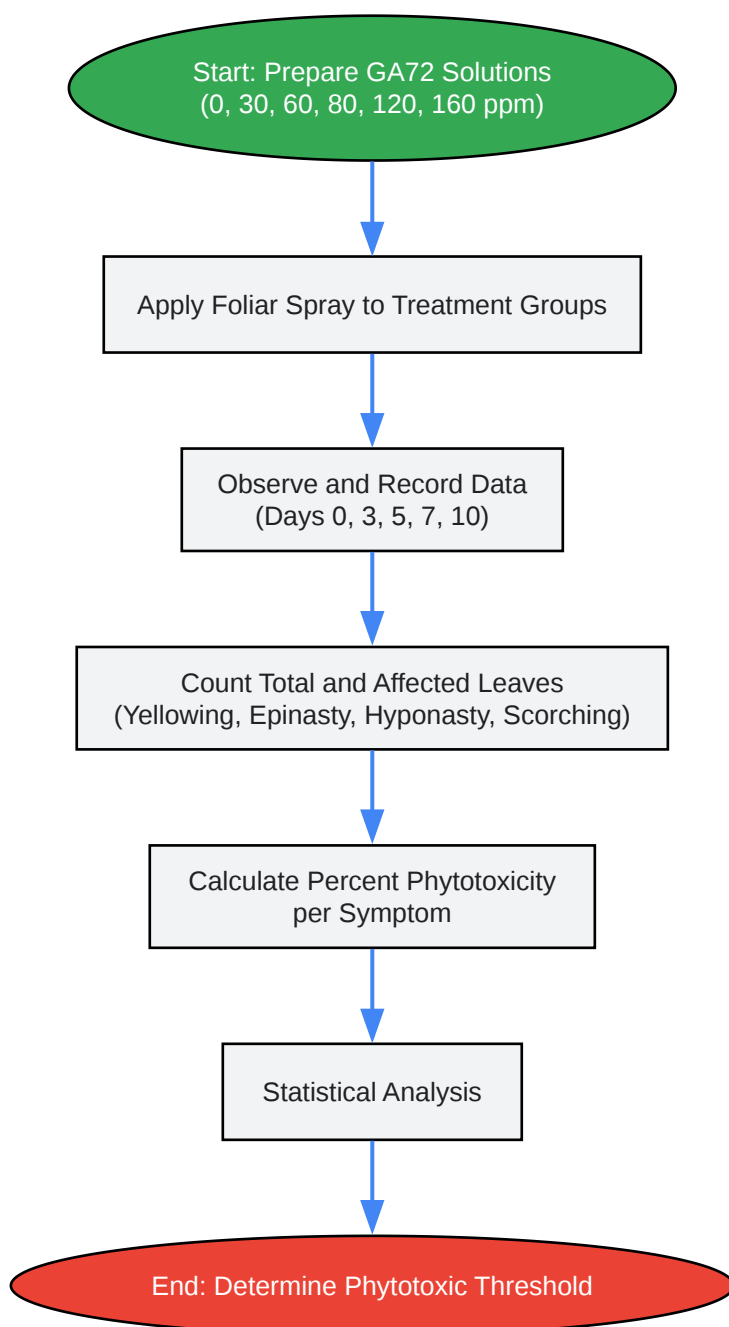 Start: Prepare GA72 Solutions
(0, 30, 60, 80, 120, 160 ppm)
Apply Foliar Spray to Treatment Groups
Observe and Record Data
(Days 0, 3, 5, 7, 10)
Count Total and Affected Leaves
(Yellowing, Epinasty, Hyponasty, Scorching)
Calculate Percent Phytotoxicity
per Symptom
Statistical Analysis
End: Determine Phytotoxic Threshold